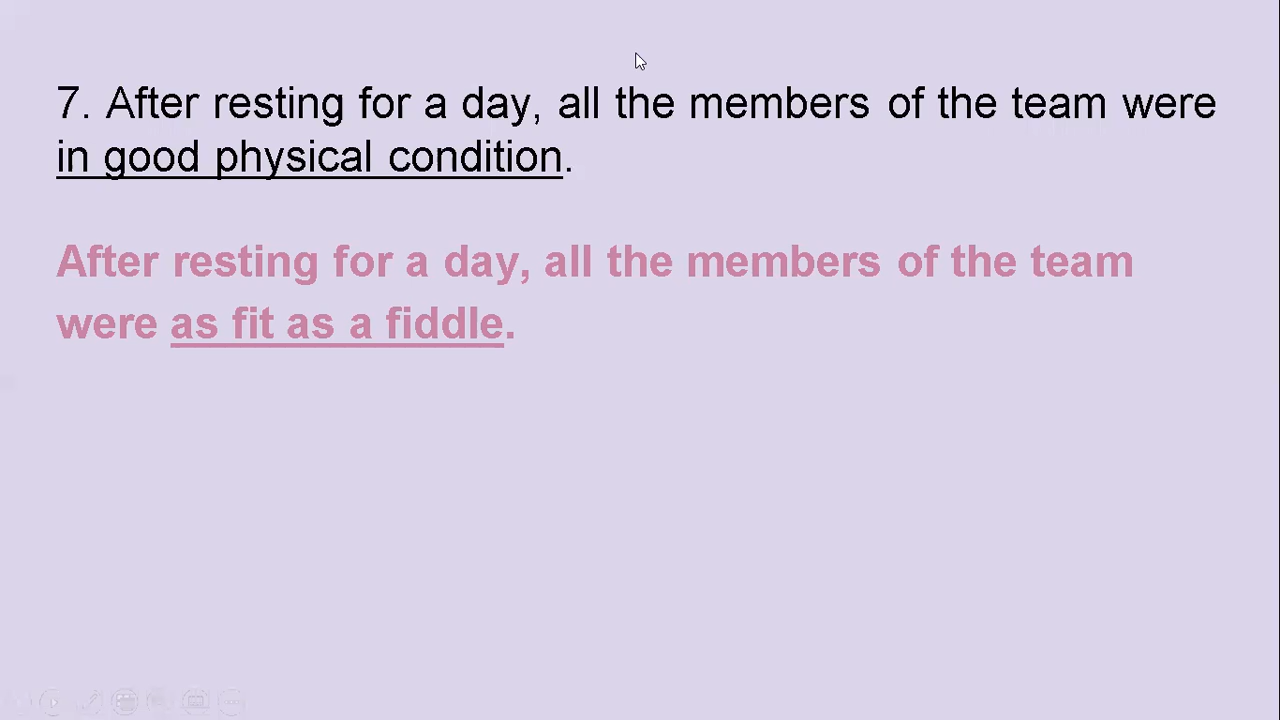 7. After resting for a day, all the members of the team were
in good physical condition.
After resting for a day, all the members of the team
were as fit as a fiddle.